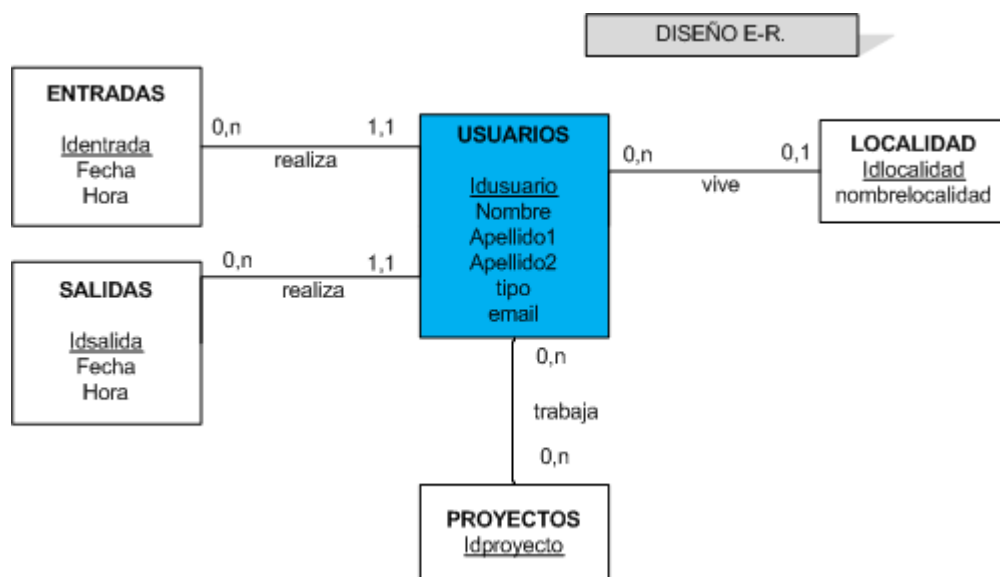 DISEÑO E-R.
ENTRADAS
Identrada
Fecha
Hora
0,n
1,1
realiza
SALIDAS
Idsalida
Fecha
Hora
0,n
1,1
realiza
USUARIOS
Idusuario
Nombre
Apellido1
Apellido2
tipo
email
0,n
0,1
vive
LOCALIDAD
Idlocalidad
nombrelocalidad
0,n
trabaja
0,n
PROYECTOS
Idproyecto